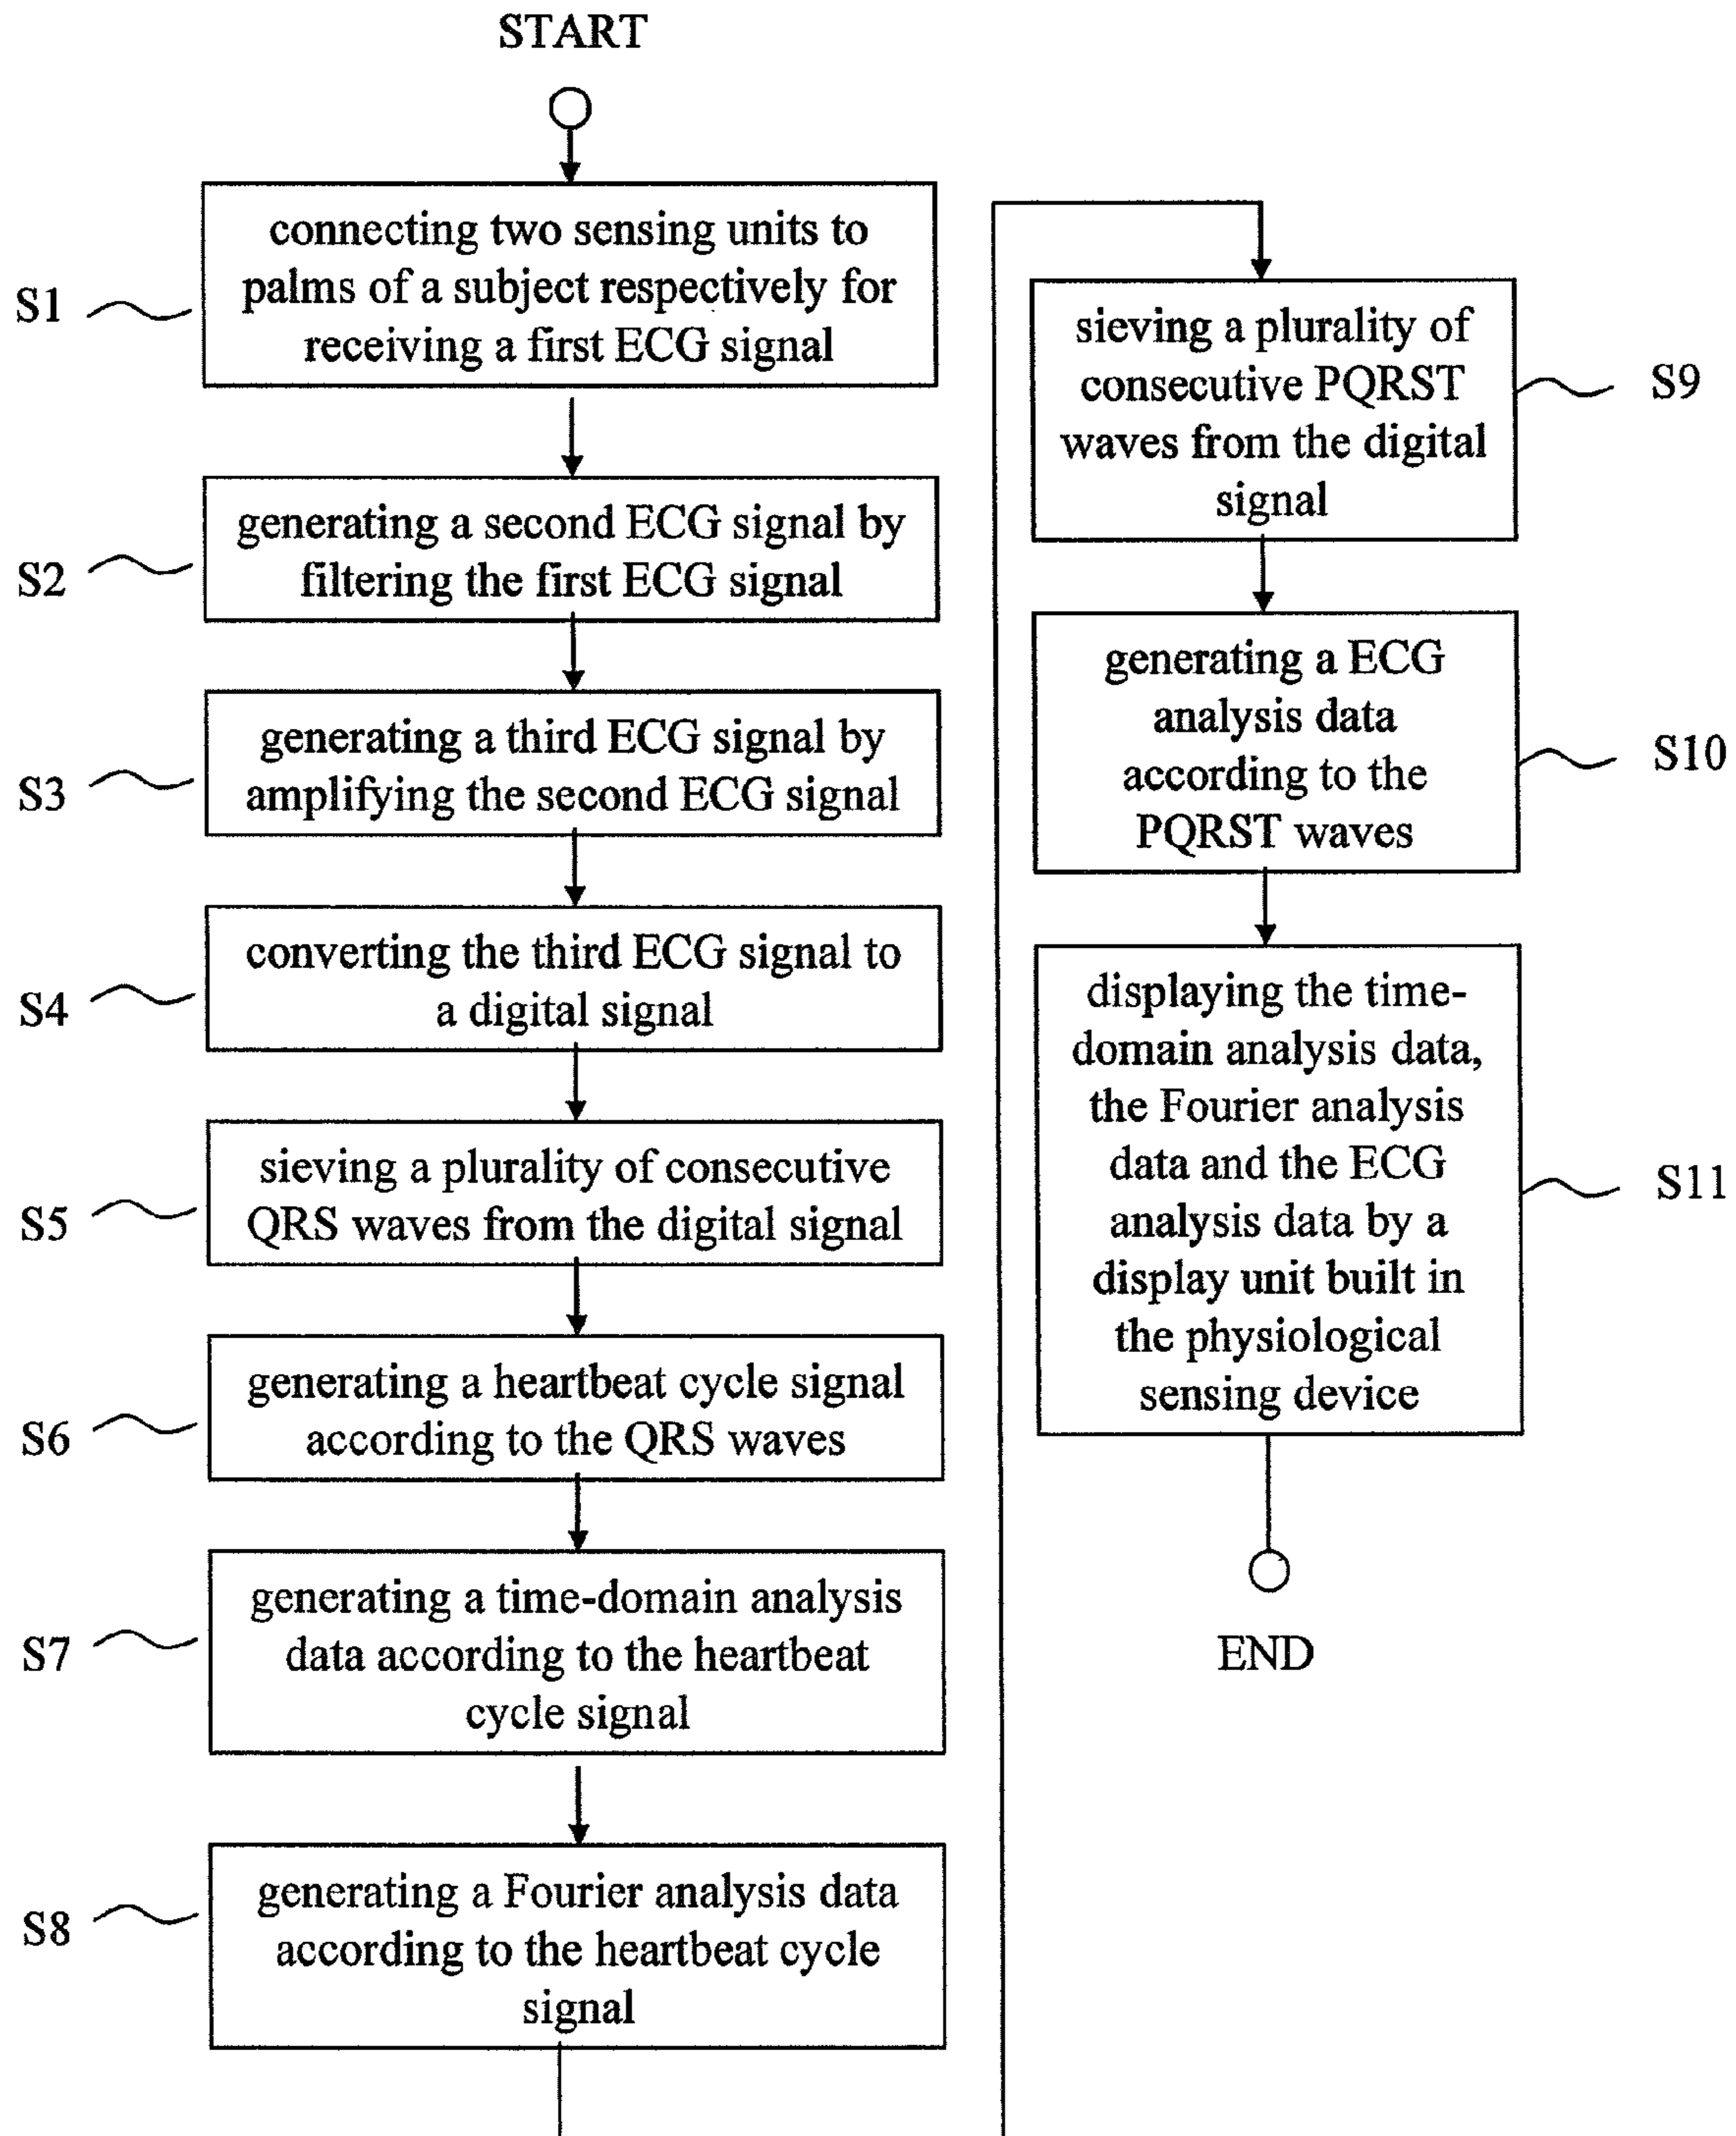 START
S1
connecting two sensing units to
palms of a subject respectively for
receiving a first ECG signal
S2
generating a second ECG signal by
filtering the first ECG signal
S3
generating a third ECG signal by
amplifying the second ECG signal
S4
converting the third ECG signal to
a digital signal
S5
sieving a plurality of consecutive
QRS waves from the digital signal
S6
generating a heartbeat cycle signal
according to the QRS waves
S7
generating a time-domain analysis
data according to the heartbeat
cycle signal
S8
generating a Fourier analysis data
according to the heartbeat cycle
signal
sieving a plurality of
consecutive PQRST
waves from the digital
signal
S9
generating a ECG
analysis data
according to the
PQRST waves
S10
displaying the time-
domain analysis data,
the Fourier analysis
data and the ECG
analysis data by a
display unit built in
the physiological
sensing device
S11
END